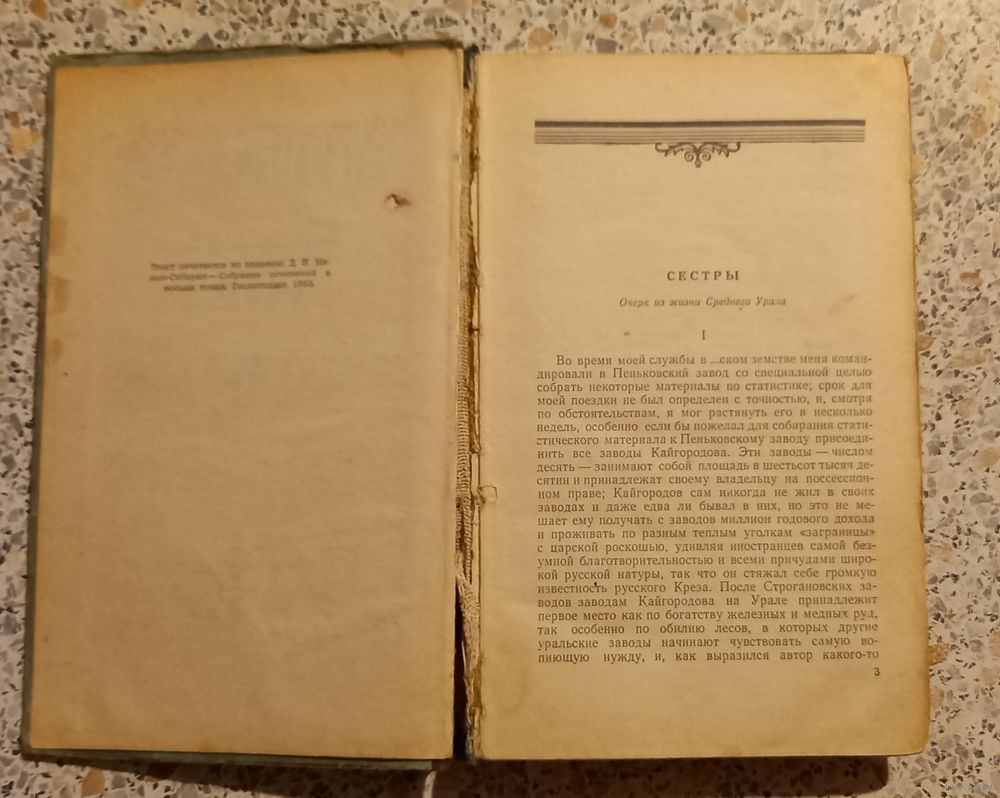 Текст печатается по изданию Д. Н. Ма-
мин-Сибиряк — Собрание сочинений в
восьми томах. Гослитиздат. 1953.
СЕСТРЫ
Очерк из жизни Среднего Урала
I
Во время моей службы в ...ском земстве меня коман-
дировали в Пеньковский завод со специальной целью
собрать некоторые материалы по статистике; срок для
моей поездки не был определен с точностью, и, смотря
по обстоятельствам, я мог растянуть его в несколько
недель, особенно если бы пожелал для собирания стати-
стического материала к Пеньковскому заводу присоеди-
нить все заводы Кайгородова. Эти заводы — числом
десять — занимают собой площадь в шестьсот тысяч де-
сятин и принадлежат своему владельцу на поссессион-
ном праве; Кайгородов сам никогда не жил в своих
заводах и даже едва ли бывал в них, но это не ме-
шает ему получать с заводов миллион годового дохода
и проживать по разным теплым уголкам «заграницы»
с царской роскошью, удивляя иностранцев самой без-
умной благотворительностью и всеми причудами широ-
кой русской натуры, так что он стяжал себе громкую
известность русского Креза. После Строгановских за-
водов заводам Кайгородова на Урале принадлежит
первое место как по богатству железных и медных руд,
так особенно по обилию лесов, в которых другие
уральские заводы начинают чувствовать самую во-
пиющую нужду, и, как выразился автор какого-то
3